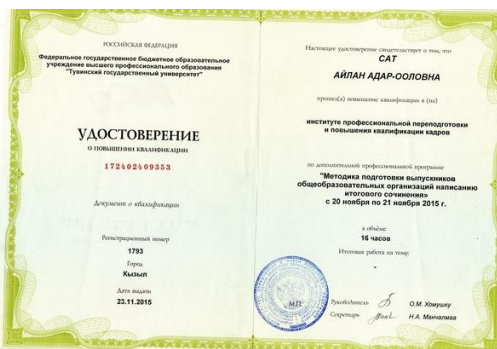 РОССИЙСКАЯ ФЕДЕРАЦИЯ
Федеральное государственное бюджетное образовательное
учреждение высшего профессионального образования
"Тувинский государственный университет"
УДОСТОВЕРЕНИЕ
О ПОВЫШЕНИИ КВАЛИФИКАЦИИ
172402409353
Документ о квалификации
Регистрационный номер
1793
Город
Кызыл
Дата выдачи
23.11.2015
Настоящее удостоверение свидетельствует о том, что
САТ
АЙЛАН АДАР-ООЛОВНА
прошел(а) повышение квалификации в (на)
институте профессиональной переподготовки
и повышения квалификации кадров
по дополнительной профессиональной программе
"Методика подготовки выпускников
общеобразовательных организаций написанию
итогового сочинения»
с 20 ноября по 21 ноября 2015 г.
в объёме
16 часов
Итоговая работа на тему:
М.П.
Руководитель О.М. Хомушку
Секретарь Н.А. Манчалмаа